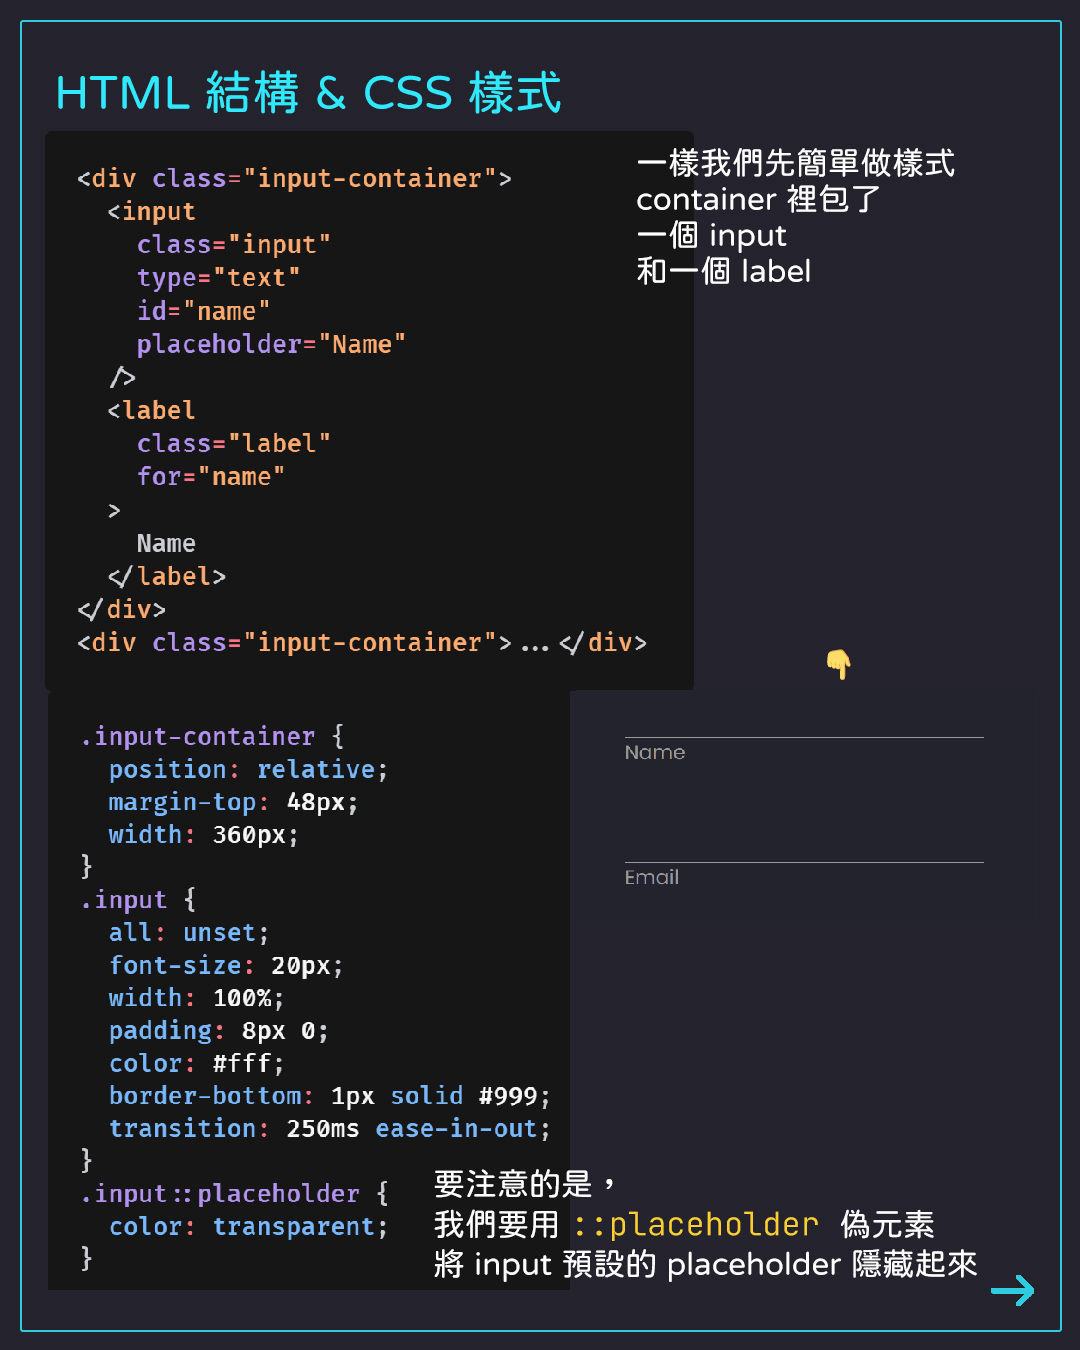 HTML 結構 & CSS 樣式
<div class="input-container">
  <input
    class="input"
    type="text"
    id="name"
    placeholder="Name"
  />
  <label
    class="label"
    for="name"
  >
    Name
  </label>
</div>
<div class="input-container">...</div>
一樣我們先簡單做樣式
container 裡包了
一個 input
和一個 label
.input-container {
  position: relative;
  margin-top: 48px;
  width: 360px;
}
.input {
  all: unset;
  font-size: 20px;
  width: 100%;
  padding: 8px 0;
  color: #fff;
  border-bottom: 1px solid #999;
  transition: 250ms ease-in-out;
}
.input::placeholder {
  color: transparent;
}
Name
Email
要注意的是，
我們要用 ::placeholder 偽元素
將 input 預設的 placeholder 隱藏起來